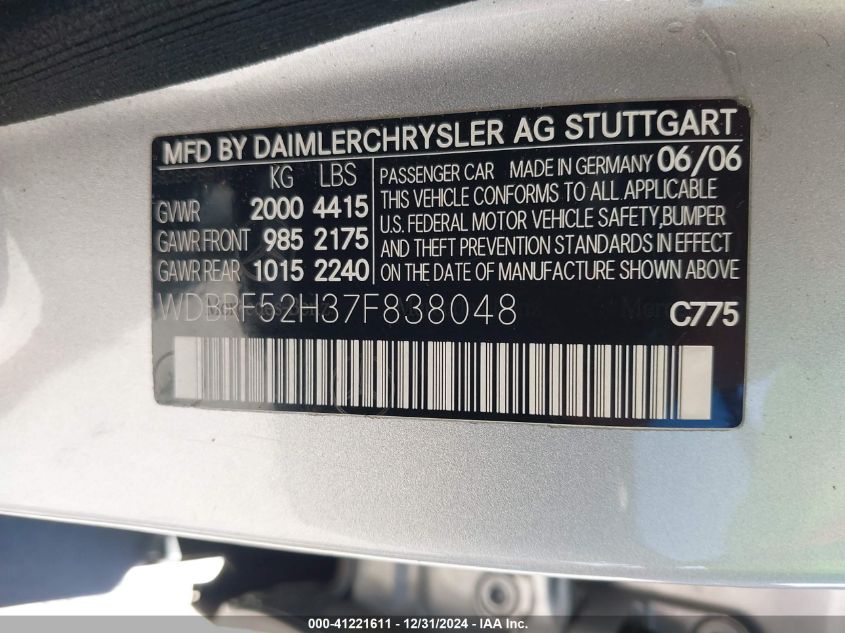 MFD BY DAIMLERCHRYSLER AG STUTTGART
KG LBS
GVWR 2000 4415
GAWR FRONT 985 2175
GAWR REAR 1015 2240
PASSENGER CAR MADE IN GERMANY 06/06
THIS VEHICLE CONFORMS TO ALL APPLICABLE
U.S. FEDERAL MOTOR VEHICLE SAFETY,BUMPER
AND THEFT PREVENTION STANDARDS IN EFFECT
ON THE DATE OF MANUFACTURE SHOWN ABOVE
WDBRF52H37F838048 C775
000-41221611 - 12/31/2024 - IAA Inc.